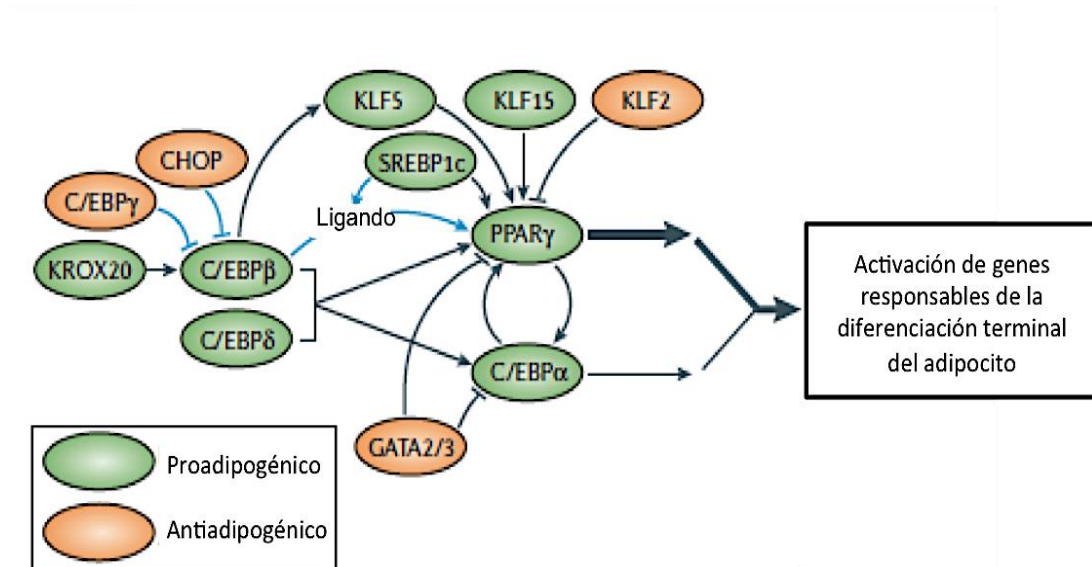 KLF5
KLF15
KLF2
CHOP
SREBP1c
C/EBPγ
Ligando
PPARγ
KROX20
C/EBPβ
C/EBPδ
C/EBPα
GATA2/3
Activación de genes
responsables de la
diferenciación terminal
del adipocito
Proadipogénico
Antiadipogénico